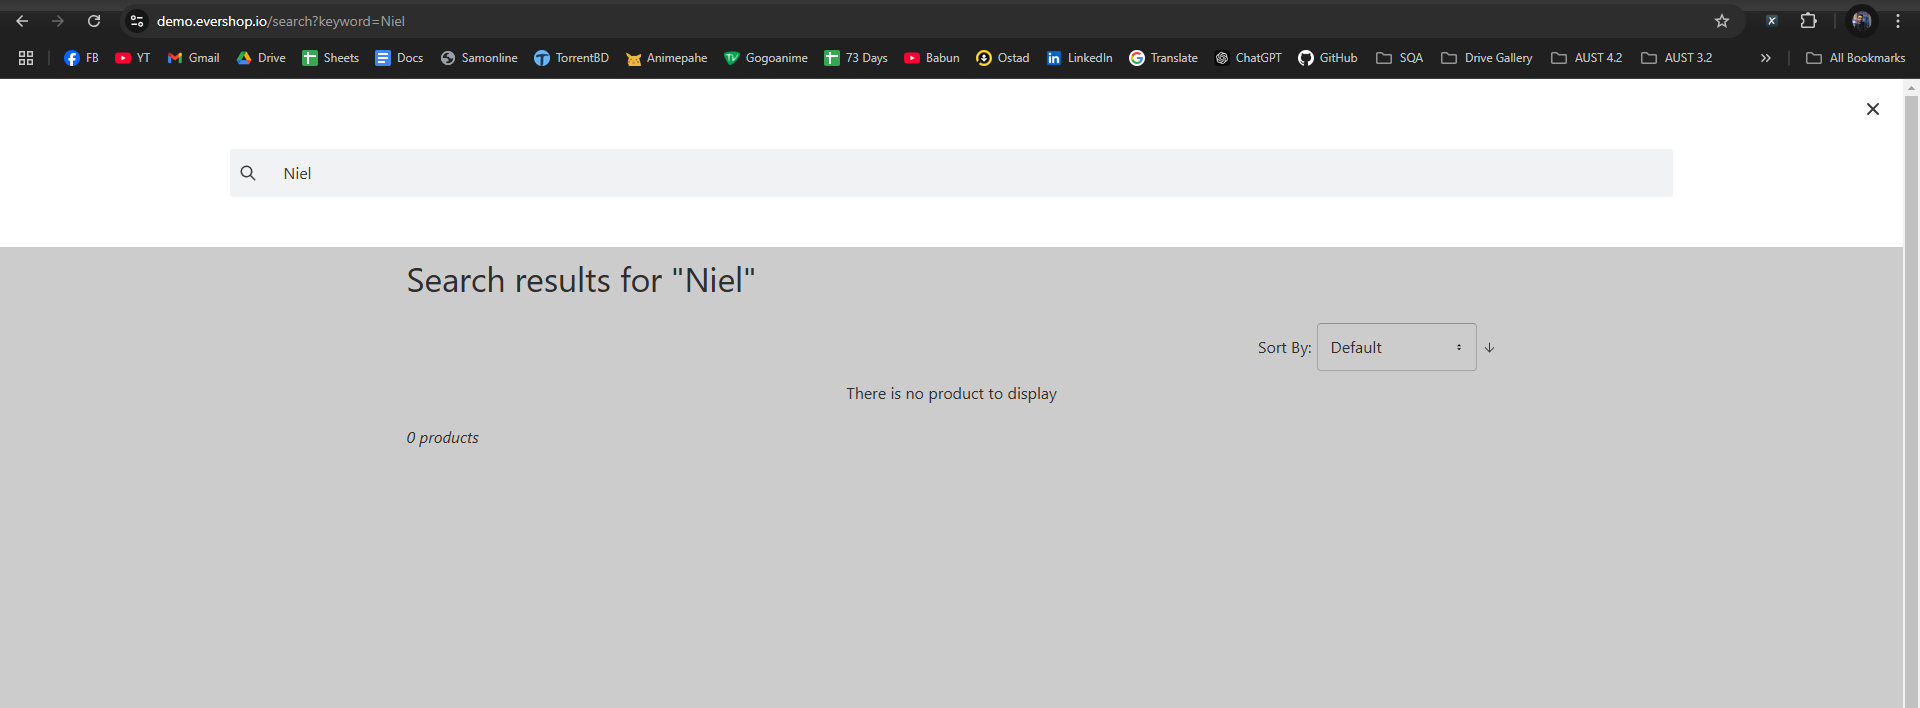 demo.evershop.io/search?keyword=Niel
FB YT Gmail Drive Sheets Docs Samonline TorrentBD Animepahe Gogoanime 73 Days Babun Ostad LinkedIn Translate ChatGPT GitHub SQA Drive Gallery AUST 4.2 AUST 3.2 » All Bookmarks
Niel
Search results for "Niel"
Sort By: Default
There is no product to display
0 products